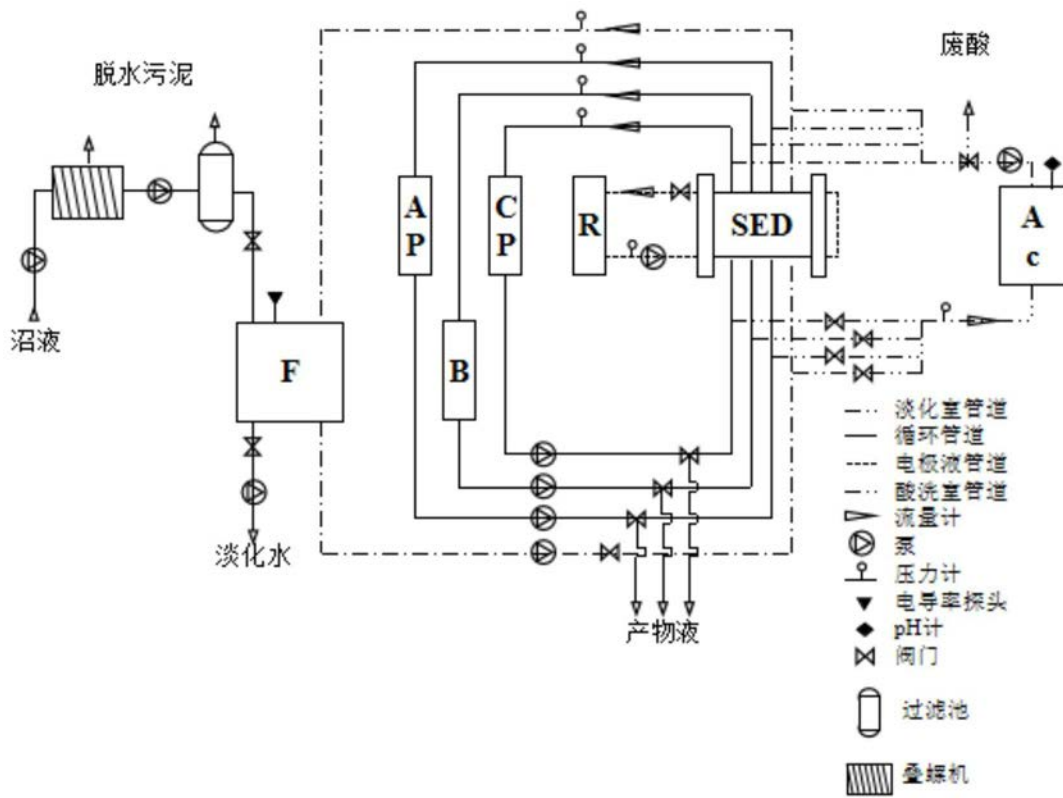 废酸
脱水污泥
A
P
C
P
R
SED
A
c
沼液
F
B
淡化水
产物液
淡化室管道
循环管道
电极液管道
酸洗室管道
流量计
泵
压力计
电导率探头
pH计
阀门
过滤池
叠螺机